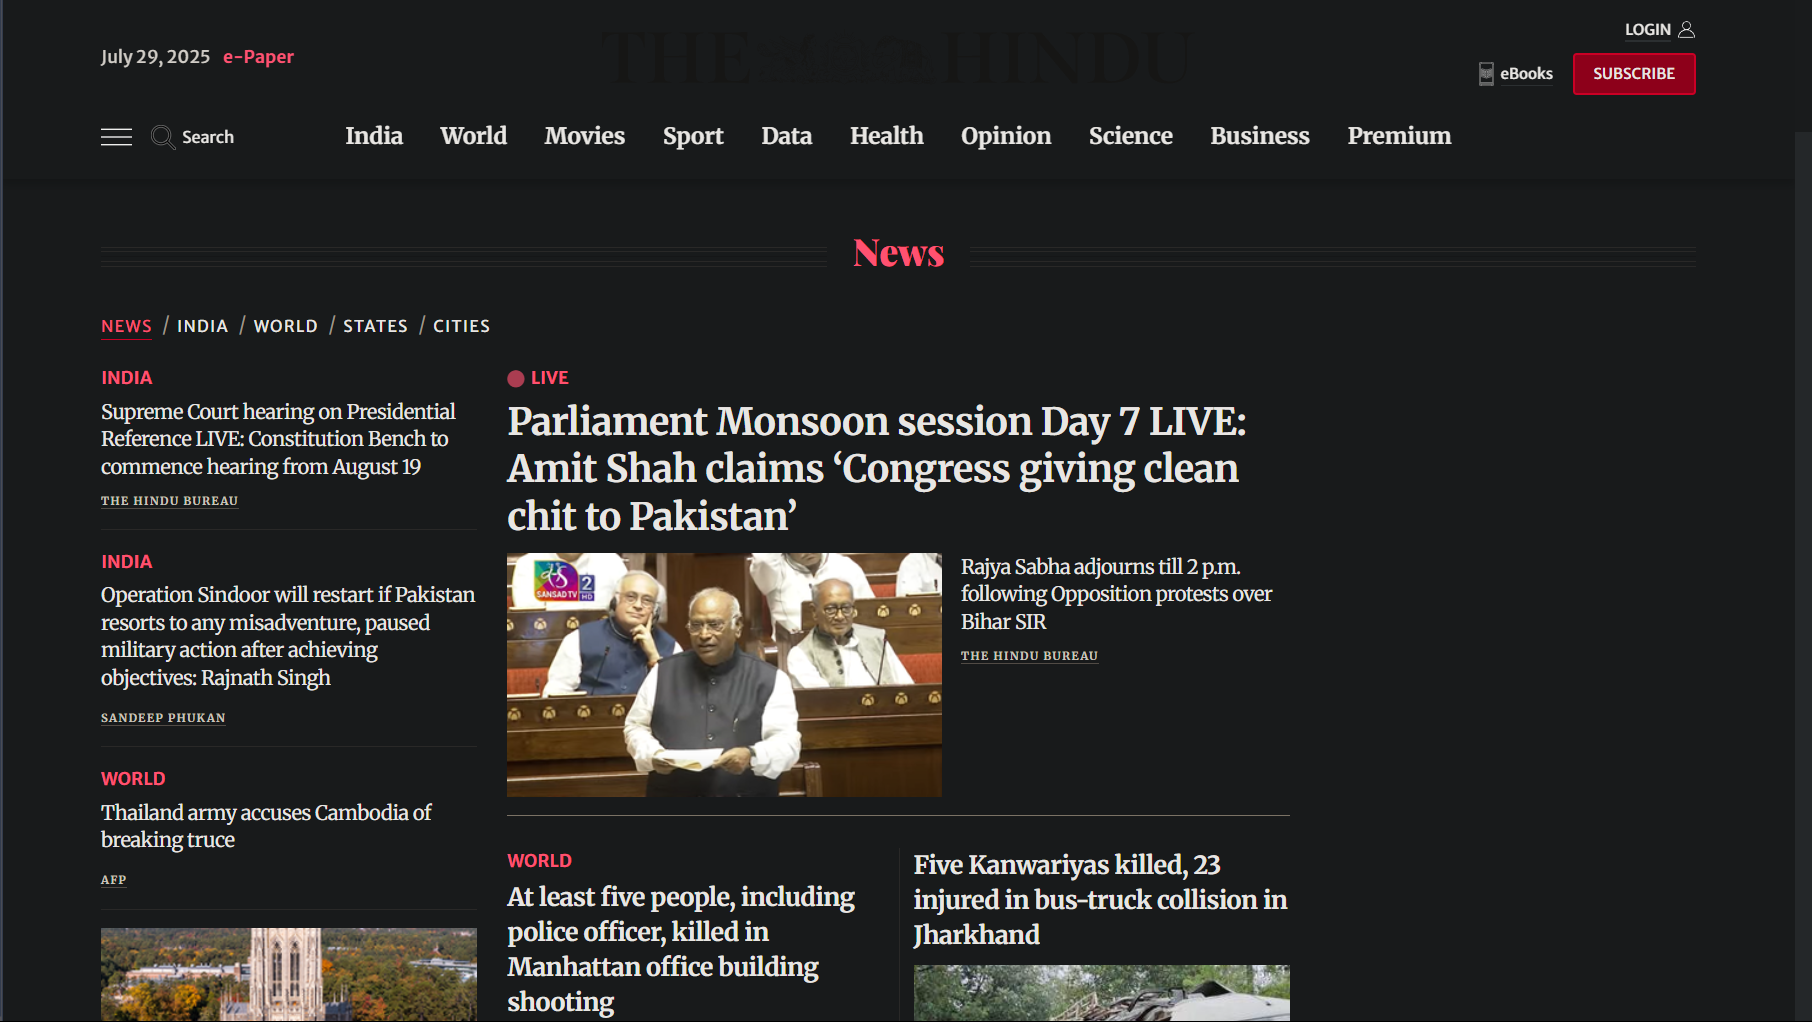 July 29, 2025 e-Paper
THE HINDU
LOGIN
eBooks
SUBSCRIBE
Search
India World Movies Sport Data Health Opinion Science Business Premium
News
NEWS / INDIA / WORLD / STATES / CITIES
INDIA
Supreme Court hearing on Presidential
Reference LIVE: Constitution Bench to
commence hearing from August 19
THE HINDU BUREAU
INDIA
Operation Sindoor will restart if Pakistan
resorts to any misadventure, paused
military action after achieving
objectives: Rajnath Singh
SANDEEP PHUKAN
WORLD
Thailand army accuses Cambodia of
breaking truce
AFP
LIVE
Parliament Monsoon session Day 7 LIVE:
Amit Shah claims ‘Congress giving clean
chit to Pakistan’
SANSAD TV 2
HD
Rajya Sabha adjourns till 2 p.m.
following Opposition protests over
Bihar SIR
THE HINDU BUREAU
WORLD
At least five people, including
police officer, killed in
Manhattan office building
shooting
Five Kanwariyas killed, 23
injured in bus-truck collision in
Jharkhand